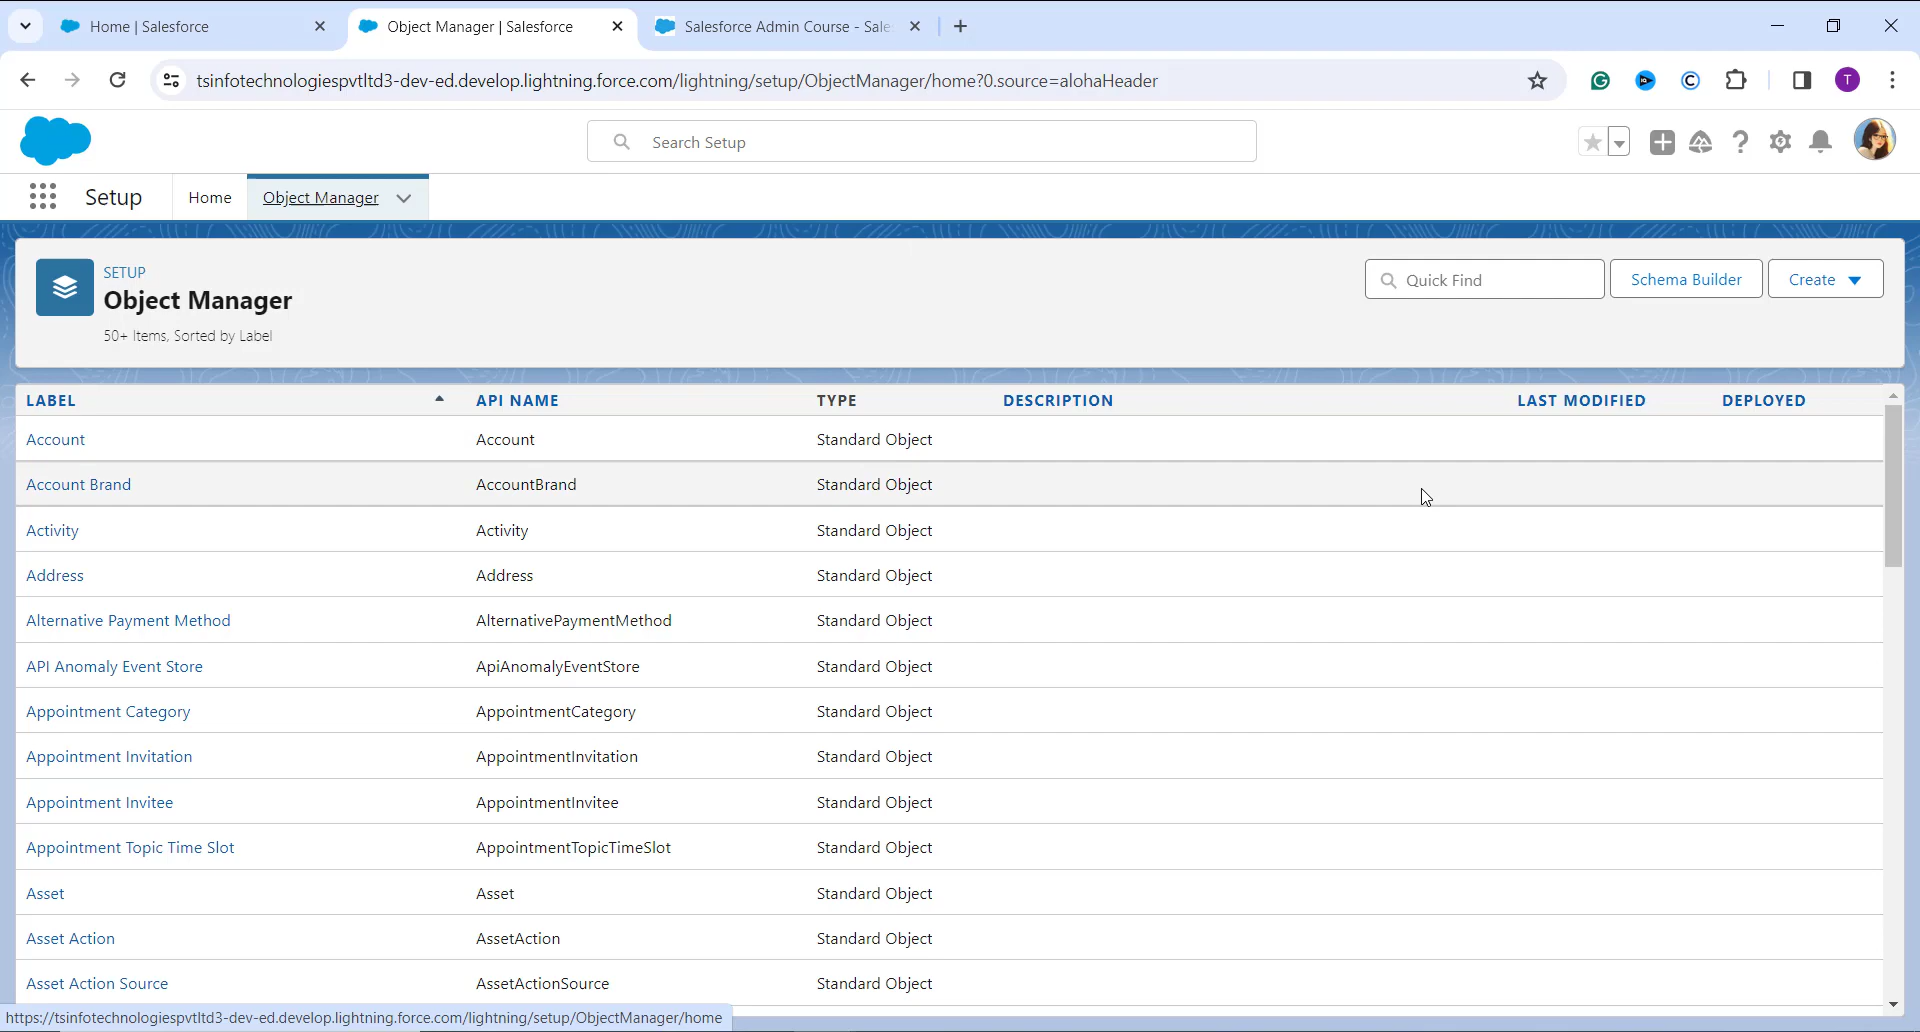 Home | Salesforce
Object Manager | Salesforce
Salesforce Admin Course - Sale
tsinfotechnologiespvtltd3-dev-ed.develop.lightning.force.com/lightning/setup/ObjectManager/home?0.source=alohaHeader
T
Search Setup
Setup
Home
Object Manager
SETUP
Object Manager
50+ Items, Sorted by Label
Quick Find
Schema Builder
Create
LABEL API NAME TYPE DESCRIPTION LAST MODIFIED DEPLOYED
Account Account Standard Object
Account Brand AccountBrand Standard Object
Activity Activity Standard Object
Address Address Standard Object
Alternative Payment Method AlternativePaymentMethod Standard Object
API Anomaly Event Store ApiAnomalyEventStore Standard Object
Appointment Category AppointmentCategory Standard Object
Appointment Invitation AppointmentInvitation Standard Object
Appointment Invitee AppointmentInvitee Standard Object
Appointment Topic Time Slot AppointmentTopicTimeSlot Standard Object
Asset Asset Standard Object
Asset Action AssetAction Standard Object
Asset Action Source AssetActionSource Standard Object
https://tsinfotechnologiespvtltd3-dev-ed.develop.lightning.force.com/lightning/setup/ObjectManager/home